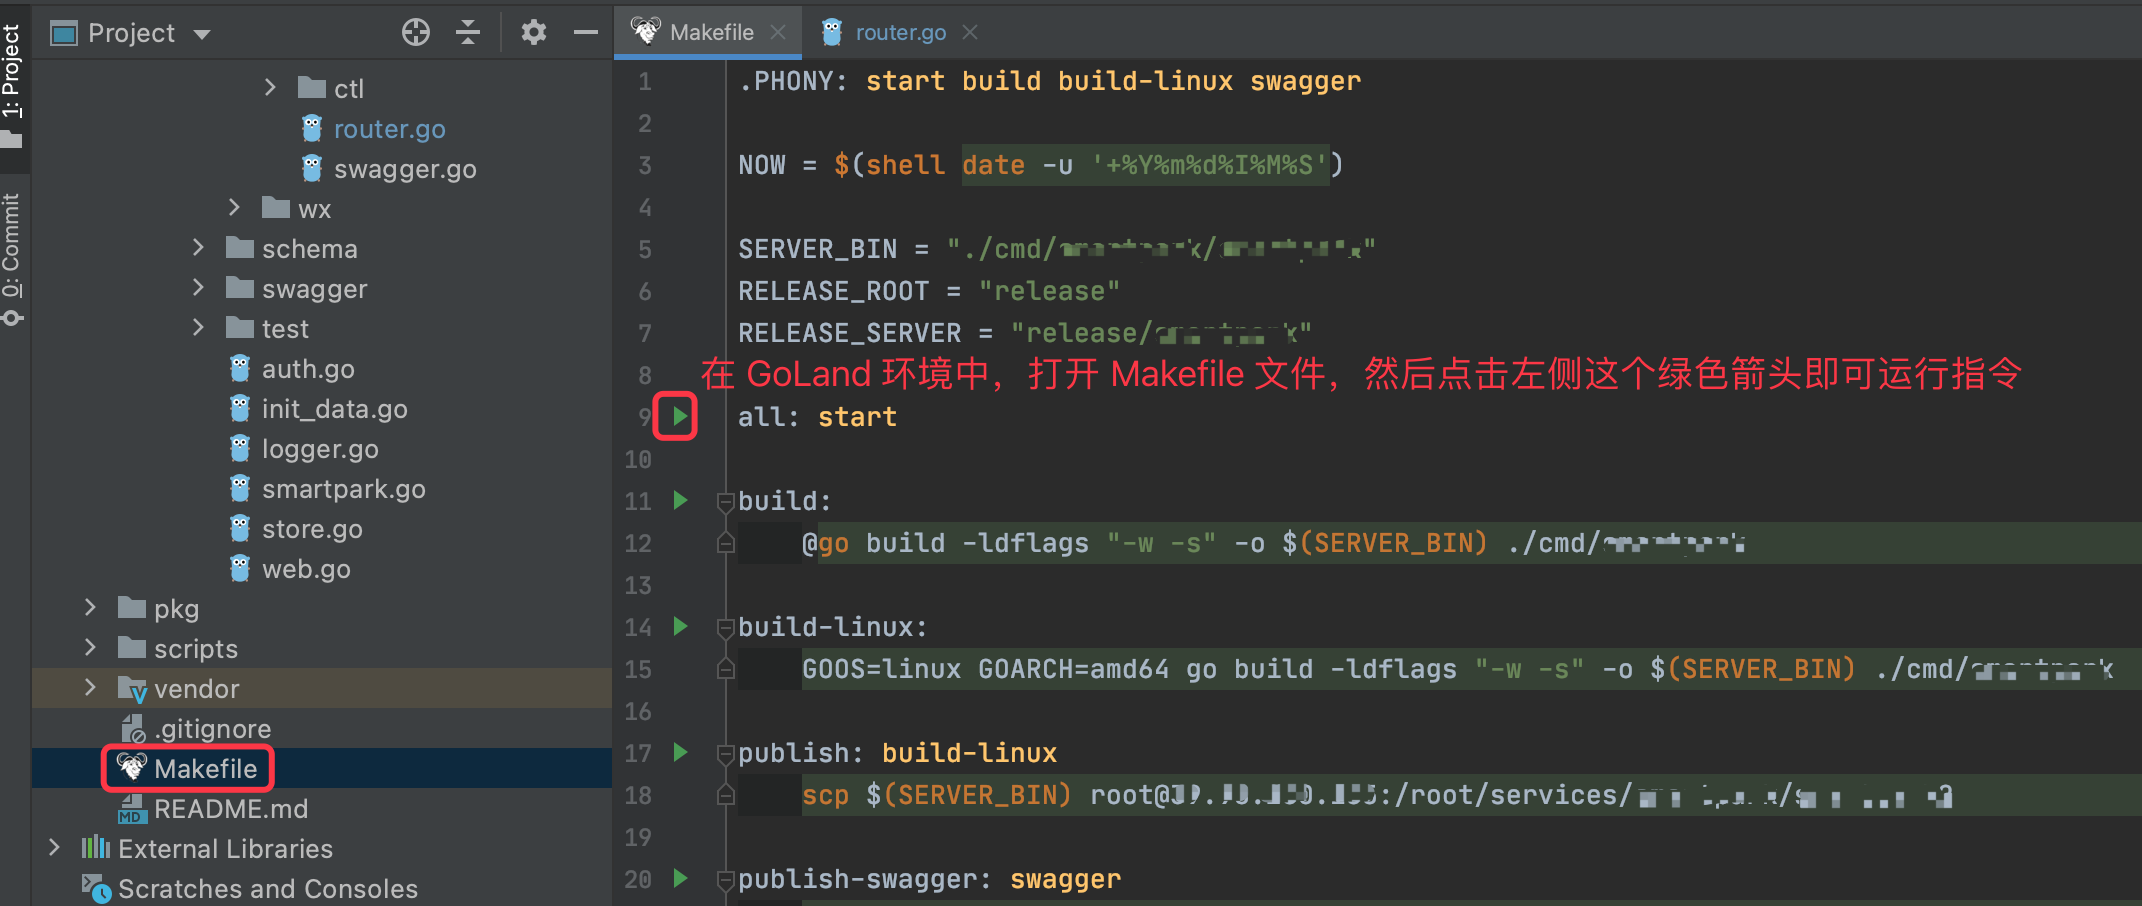 1: Project
0: Commit
Project
ctl
router.go
swagger.go
wx
schema
swagger
test
auth.go
init_data.go
logger.go
smartpark.go
store.go
web.go
pkg
scripts
vendor
.gitignore
Makefile
README.md
External Libraries
Scratches and Consoles
Makefile
router.go
1 .PHONY: start build build-linux swagger
2
3 NOW = $(shell date -u '+%Y%m%d%I%M%S')
4
5 SERVER_BIN = "./cmd/
6 RELEASE_ROOT = "release"
7 RELEASE_SERVER = "release/
8 在 GoLand 环境中，打开 Makefile 文件，然后点击左侧这个绿色箭头即可运行指令
9 all: start
10
11 build:
12 @go build -ldflags "-w -s" -o $(SERVER_BIN) ./cmd/
13
14 build-linux:
15 GOOS=linux GOARCH=amd64 go build -ldflags "-w -s" -o $(SERVER_BIN) ./cmd/
16
17 publish: build-linux
18 scp $(SERVER_BIN) root@ :/root/services/
19
20 publish-swagger: swagger